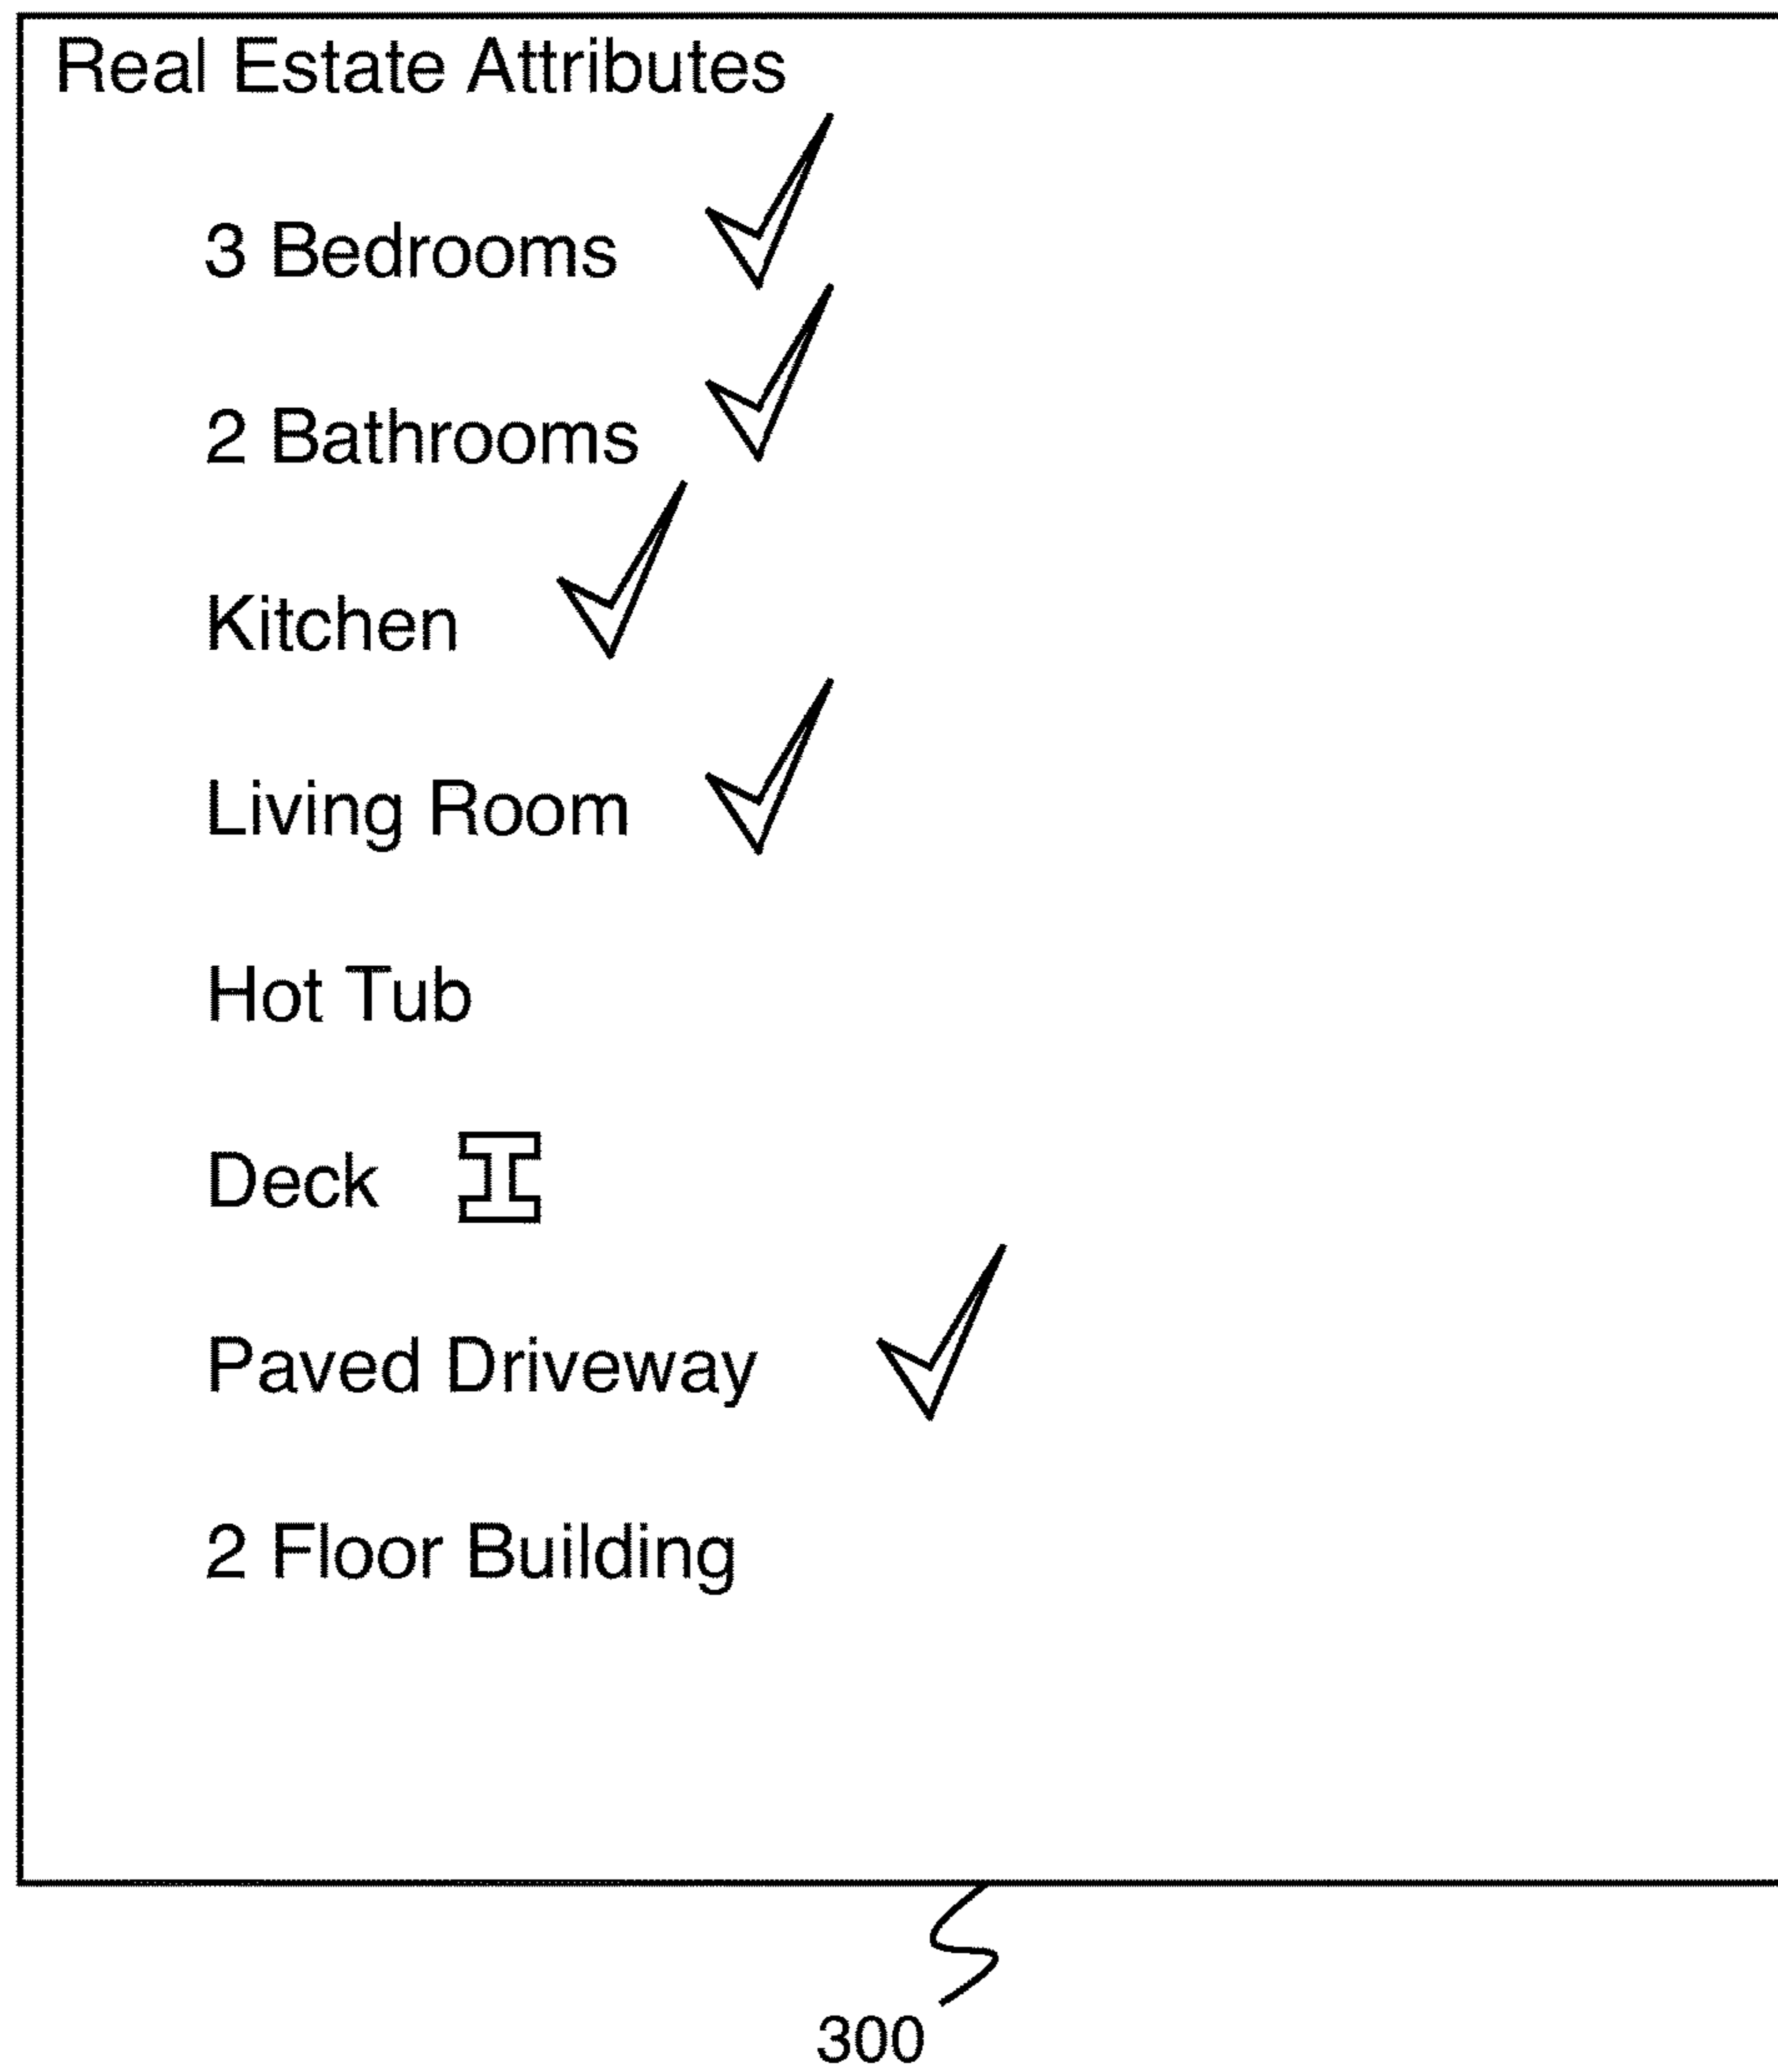 Real Estate Attributes
3 Bedrooms
2 Bathrooms
Kitchen
Living Room
Hot Tub
Deck I
Paved Driveway
2 Floor Building
300